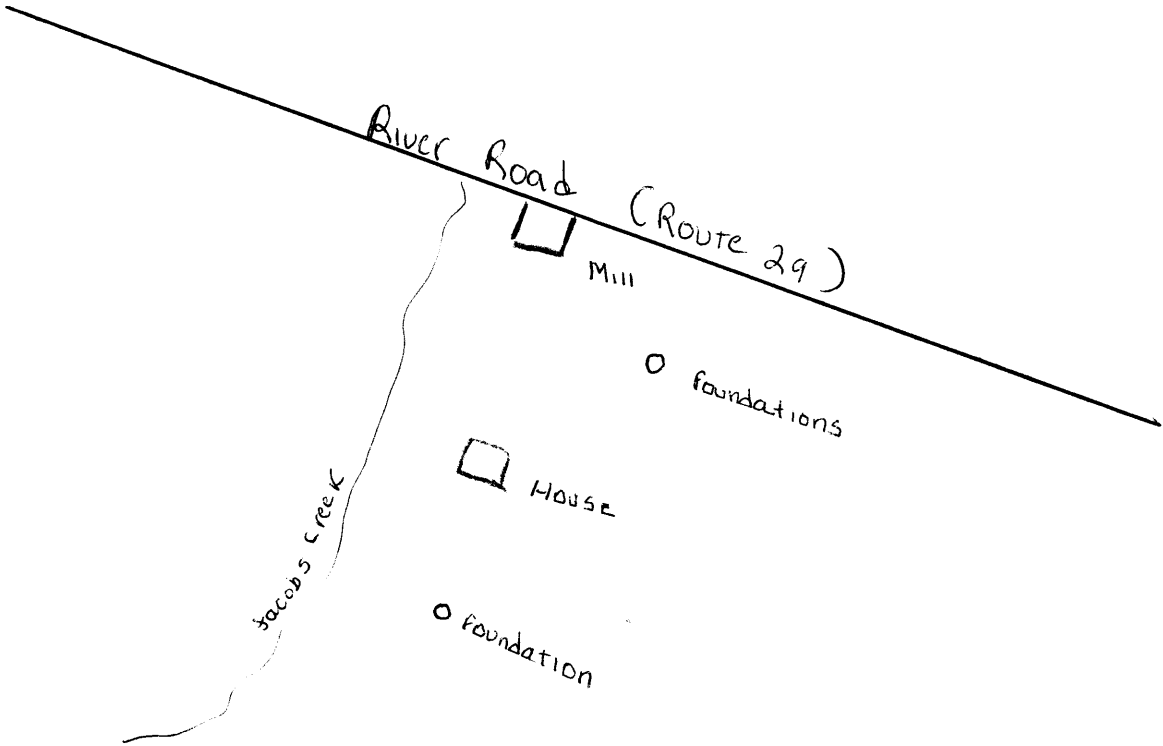 River Road (Route 29)
Mill
foundations
House
Jacobs Creek
foundation